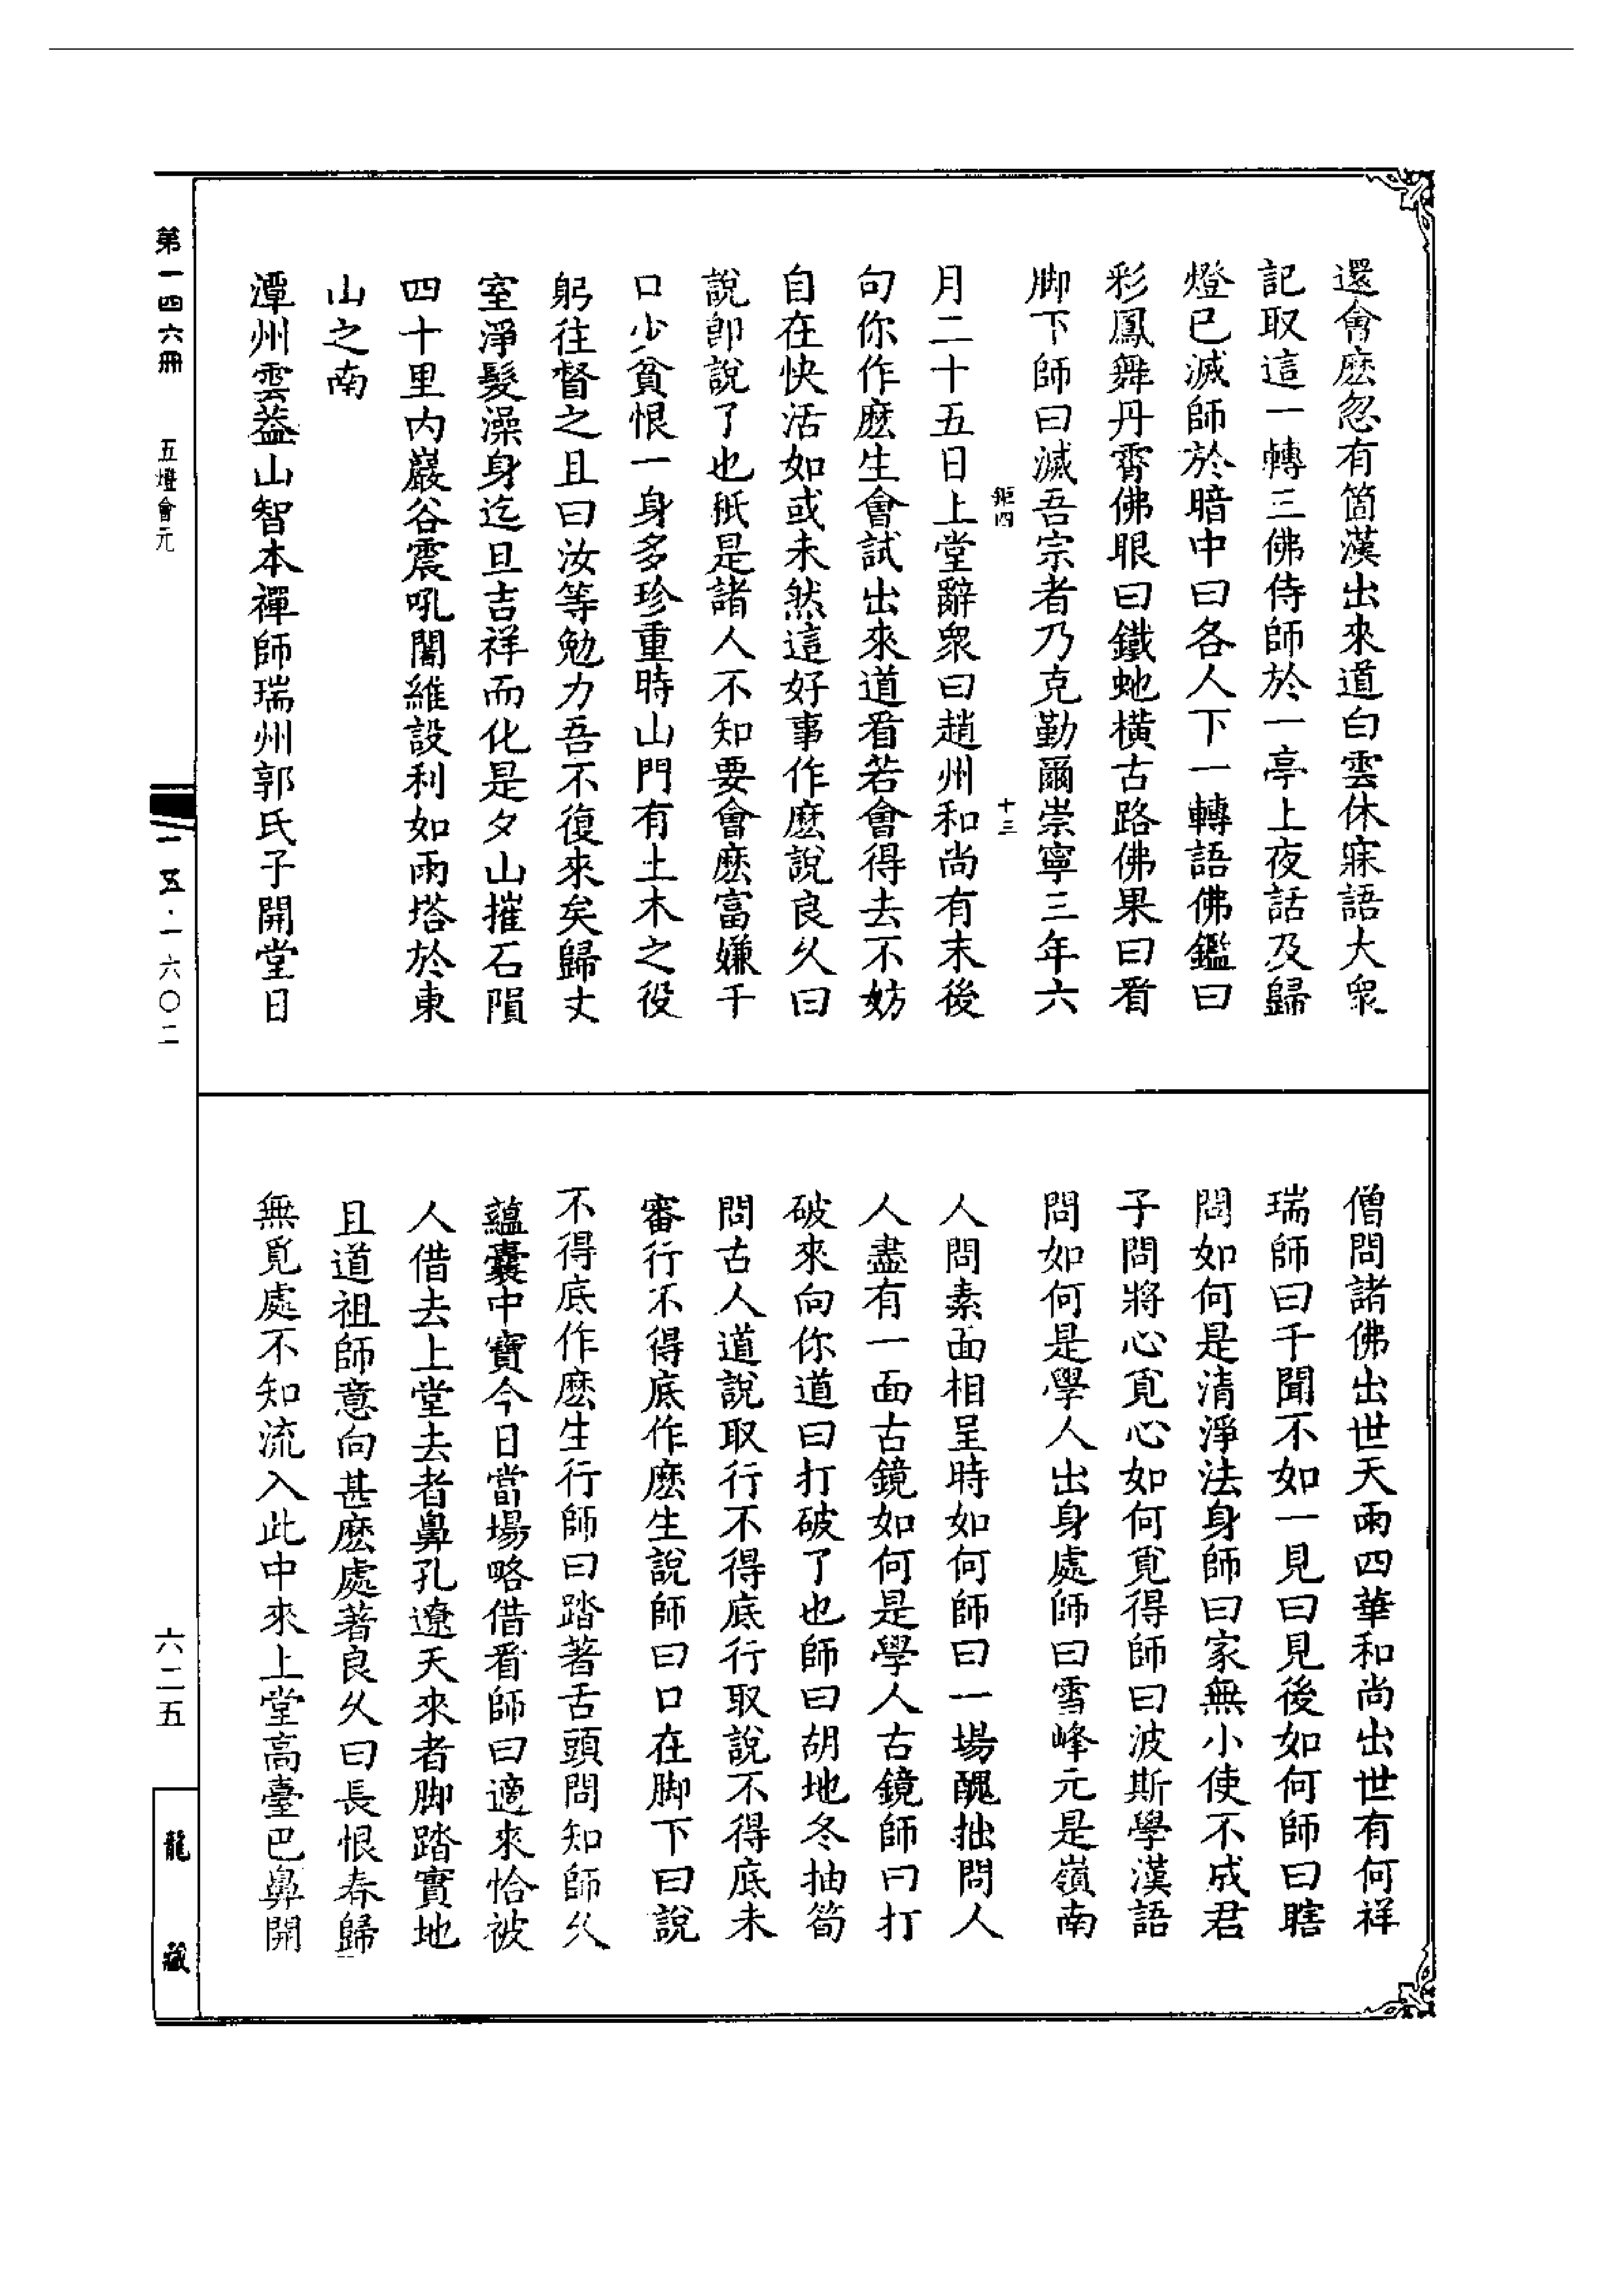 還會麽忽有箇漢出來道白雲休寐語大衆
記取這一轉三佛侍師於一亭上夜話及歸
燈已滅師於暗中曰各人下一轉語佛鑑曰
彩鳳舞丹霄佛眼曰鐵虵橫古路佛果曰看
脚下師曰滅吾宗者乃克勤爾崇寧三年六
鉅四 十三
月二十五日上堂辭衆曰趙州和尚有末後
句你作麽生會試出來道看若會得去不妨
自在快活如或未然這好事作麽說良久曰
說卽說了也秖是諸人不知要會麽富嫌千
口少貧恨一身多珍重時山門有土木之役
躬往督之且曰汝等勉力吾不復來矣歸丈
室淨髮澡身迄旦吉祥而化是夕山摧石隕
四十里內巖谷震吼闍維設利如雨塔於東
山之南
潭州雲葢山智本禪師瑞州郭氏子開堂日
僧問諸佛出世天雨四華和尚出世有何祥
瑞師曰千聞不如一見曰見後如何師曰瞎
問如何是清淨法身師曰家無小使不成君
子問將心覓心如何覓得師曰波斯學漢語
問如何是學人出身處師曰雪峰元是嶺南
人問素面相呈時如何師曰一場醜拙問人
人盡有一面古鏡如何是學人古鏡師曰打
破來向你道曰打破了也師曰胡地冬抽筍
問古人道說取行不得底行取說不得底未
審行不得底作麽生說師曰口在脚下曰說
不得底作麽生行師曰踏著舌頭問知師久
蘊囊中寶今日當場略借看師曰適來恰被
人借去上堂去者鼻孔遼天來者脚踏實地
且道祖師意向甚麽處著良久曰長恨春歸
無覓處不知流入此中來上堂高臺巴鼻開
第一四六冊 五燈會元
一五·一六〇二
六二五
龍藏